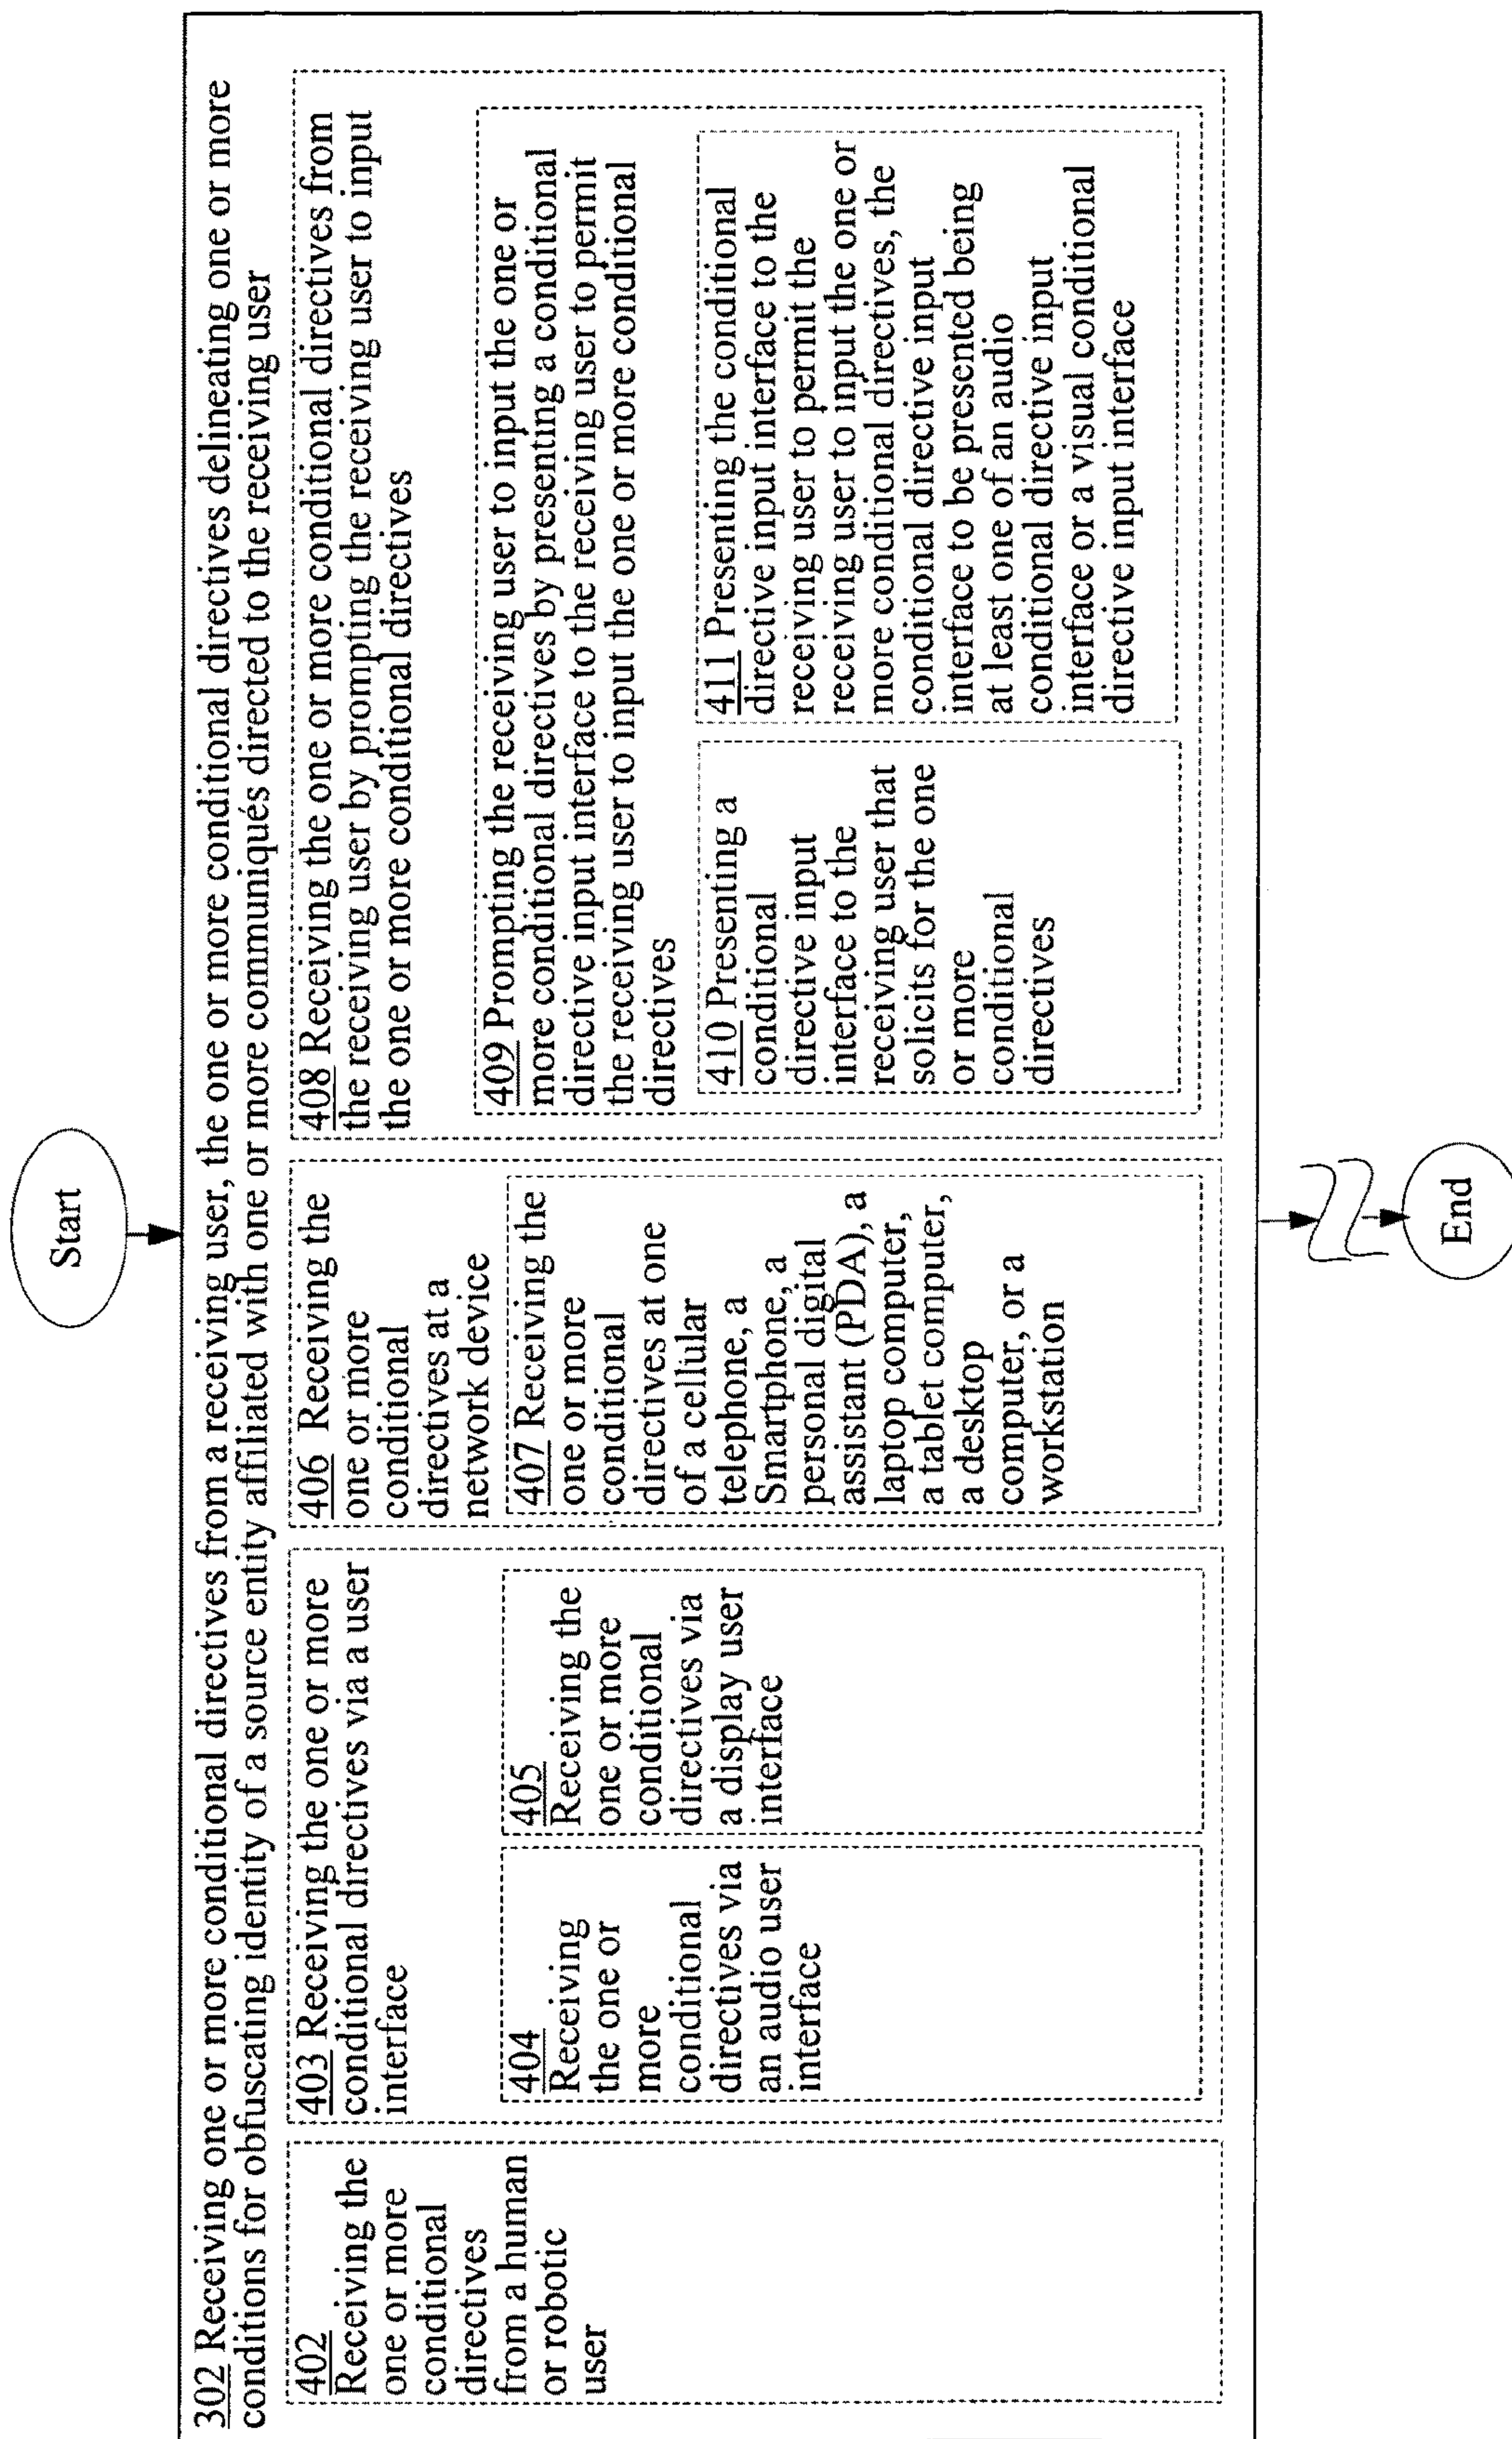 Start
302 Receiving one or more conditional directives from a receiving user, the one or more conditional directives delineating one or more
conditions for obfuscating identity of a source entity affiliated with one or more communiqués directed to the receiving user
402
Receiving the
one or more
conditional
directives
from a human
or robotic
user
403 Receiving the one or more
conditional directives via a user
interface
404
Receiving
the one or
more
conditional
directives via
an audio user
interface
405
Receiving the
one or more
conditional
directives via
a display user
interface
406 Receiving the
one or more
conditional
directives at a
network device
407 Receiving the
one or more
conditional
directives at one
of a cellular
telephone, a
Smartphone, a
personal digital
assistant (PDA), a
laptop computer,
a tablet computer,
a desktop
computer, or a
workstation
408 Receiving the one or more conditional directives from
the receiving user by prompting the receiving user to input
the one or more conditional directives
409 Prompting the receiving user to input the one or
more conditional directives by presenting a conditional
directive input interface to the receiving user to permit
the receiving user to input the one or more conditional
directives
410 Presenting a
conditional
directive input
interface to the
receiving user that
solicits for the one
or more
conditional
directives
411 Presenting the conditional
directive input interface to the
receiving user to permit the
receiving user to input the one or
more conditional directives, the
conditional directive input
interface to be presented being
at least one of an audio
conditional directive input
interface or a visual conditional
directive input interface
End